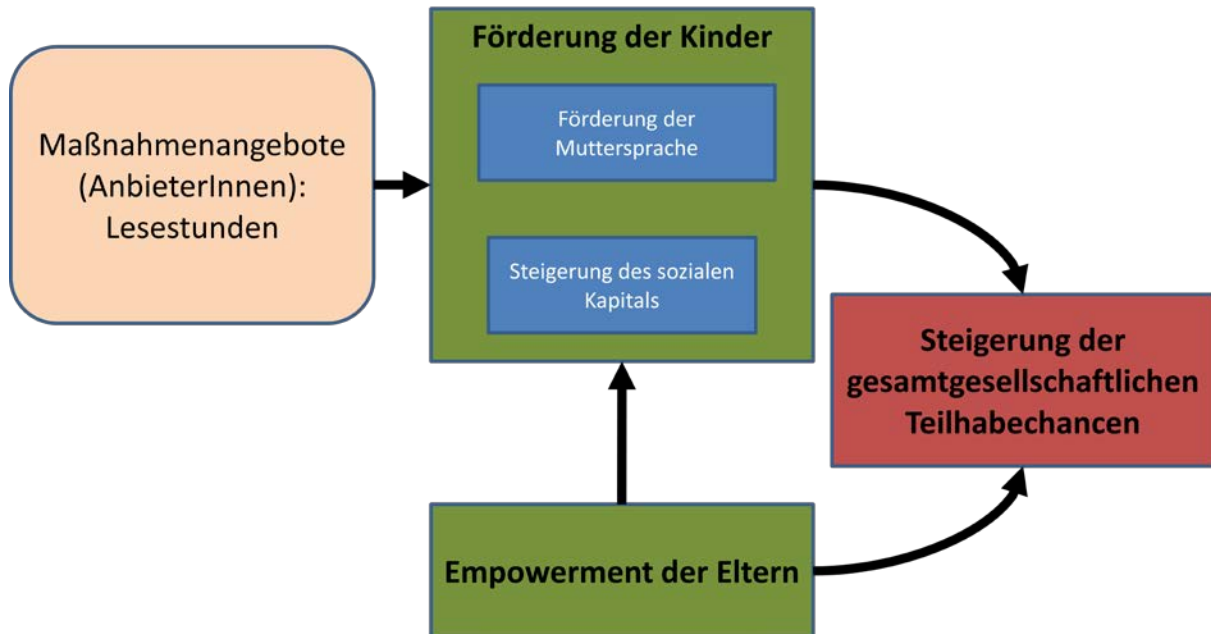 Förderung der Kinder
Förderung der
Muttersprache
Maßnahmenangebote
(AnbieterInnen):
Lesestunden
Steigerung des sozialen
Kapitals
Steigerung der
gesamtgesellschaftlichen
Teilhabechancen
Empowerment der Eltern